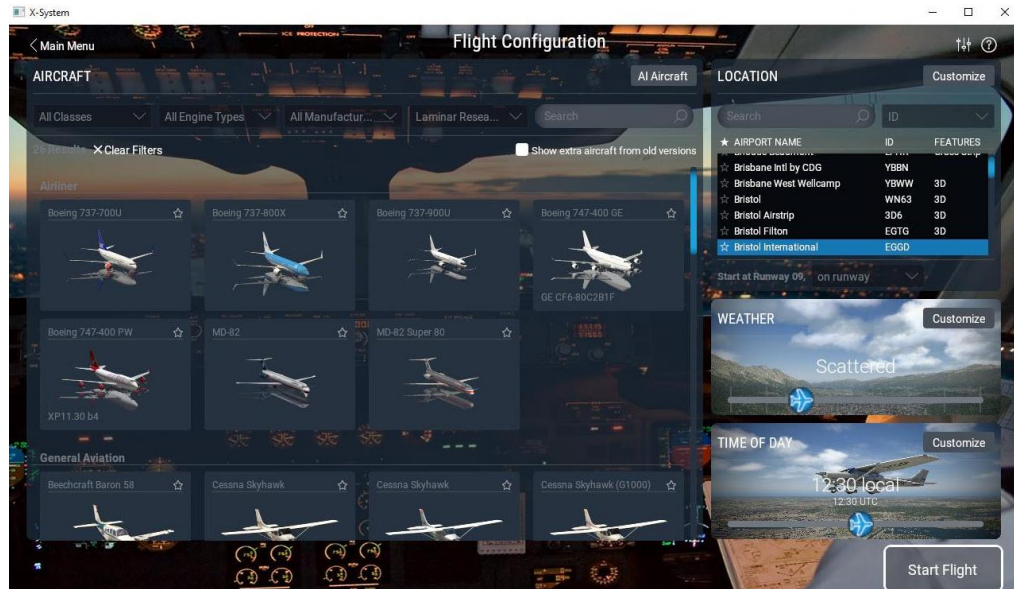 X-System
Main Menu
Flight Configuration
ICE PROTECTION
AIRCRAFT
AI Aircraft
All Classes
All Engine Types
All Manufactur...
Laminar Resea...
Search
26 Results
Clear Filters
Show extra aircraft from old versions
Airliner
Boeing 737-700U
Boeing 737-800X
Boeing 737-900U
Boeing 747-400 GE
GE CF6-80C2B1F
Boeing 747-400 PW
MD-82
MD-82 Super 80
XP11.30 b4
General Aviation
Beechcraft Baron 58
Cessna Skyhawk
Cessna Skyhawk
Cessna Skyhawk (G1000)
LOCATION
Customize
Search
ID
AIRPORT NAME ID FEATURES
Brisbane Intl by CDG YBBN
Brisbane West Wellcamp YBWW 3D
Bristol WN63 3D
Bristol Airstrip 3D6 3D
Bristol Filton EGTG 3D
Bristol International EGGD
Start at Runway 09, on runway
WEATHER
Customize
Scattered
TIME OF DAY
Customize
12:30 local
12:30 UTC
Start Flight